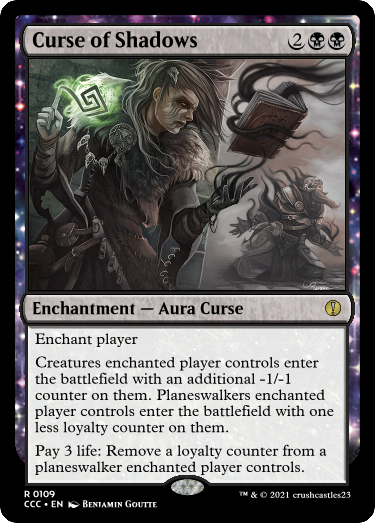 Curse of Shadows 2
Enchantment — Aura Curse
Enchant player
Creatures enchanted player controls enter
the battlefield with an additional -1/-1
counter on them. Planeswalkers enchanted
player controls enter the battlefield with one
less loyalty counter on them.
Pay 3 life: Remove a loyalty counter from a
planeswalker enchanted player controls.
R 0109
CCC • EN Benjamin Goutte
™ & © 2021 crushcastles23